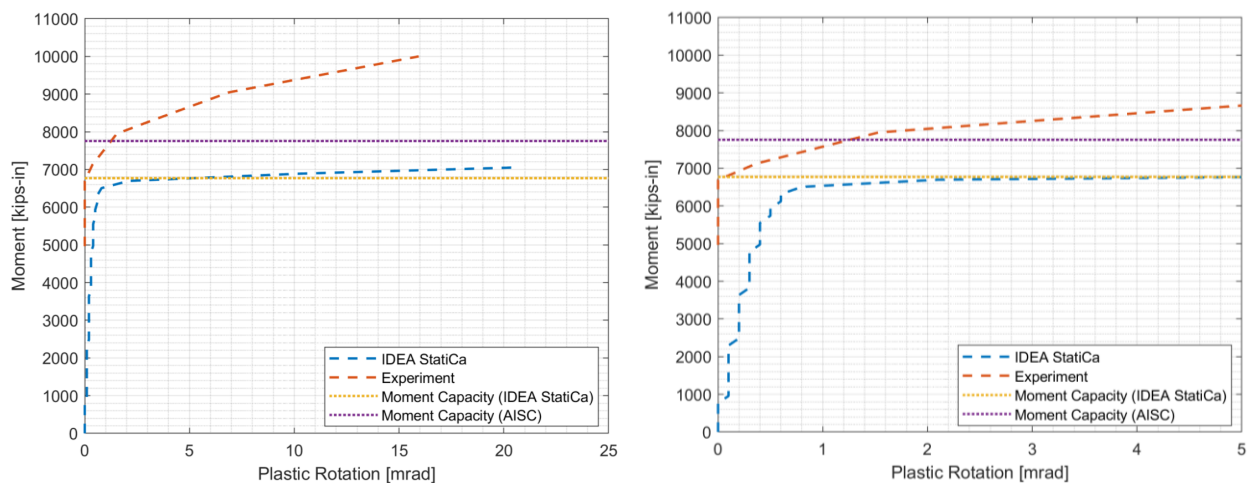 11000
10000
9000
8000
7000
6000
5000
4000
3000
2000
1000
0
Moment [kips-in]
0 5 10 15 20 25
Plastic Rotation [mrad]
IDEA StatiCa
Experiment
Moment Capacity (IDEA StatiCa)
Moment Capacity (AISC)
11000
10000
9000
8000
7000
6000
5000
4000
3000
2000
1000
0
Moment [kips-in]
0 1 2 3 4 5
Plastic Rotation [mrad]
IDEA StatiCa
Experiment
Moment Capacity (IDEA StatiCa)
Moment Capacity (AISC)